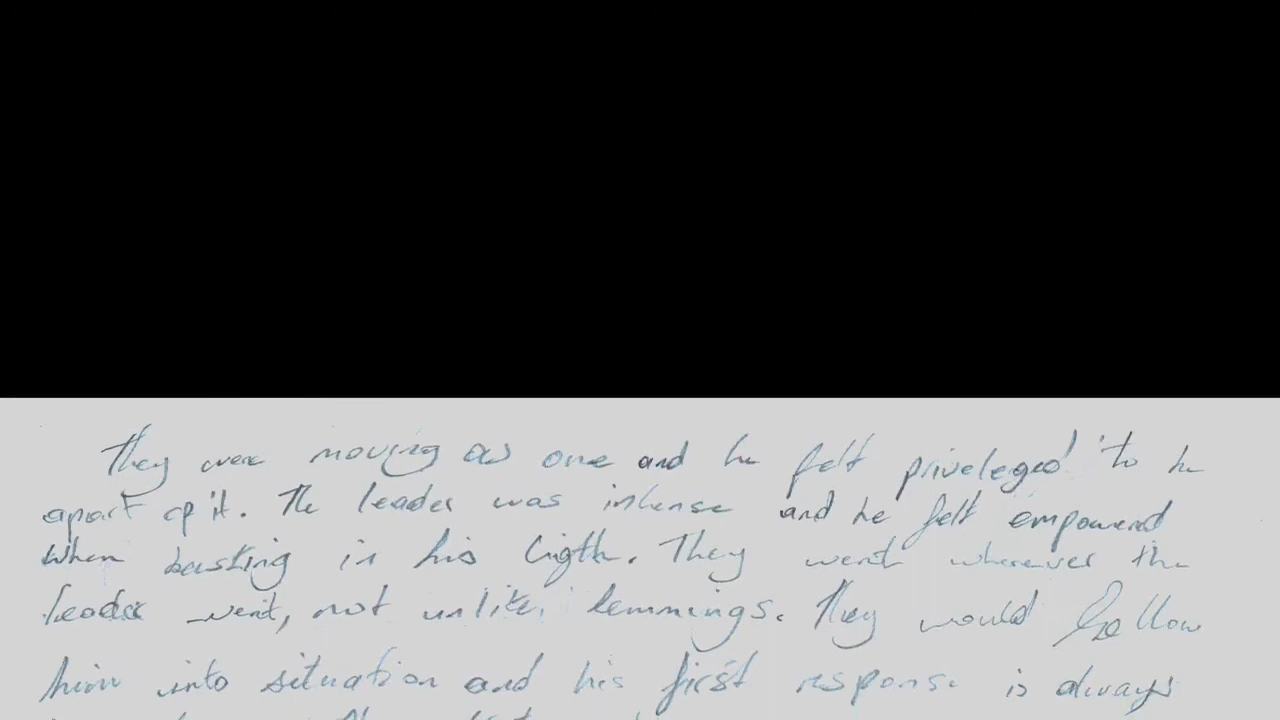 They were moving as one and he felt priveleged to be
apart of it. The leader was intense and he felt empowered
when basking in his ligth. They went wherever the
leader went, not unlike lemmings. They would follow
him into situation and his first response is always